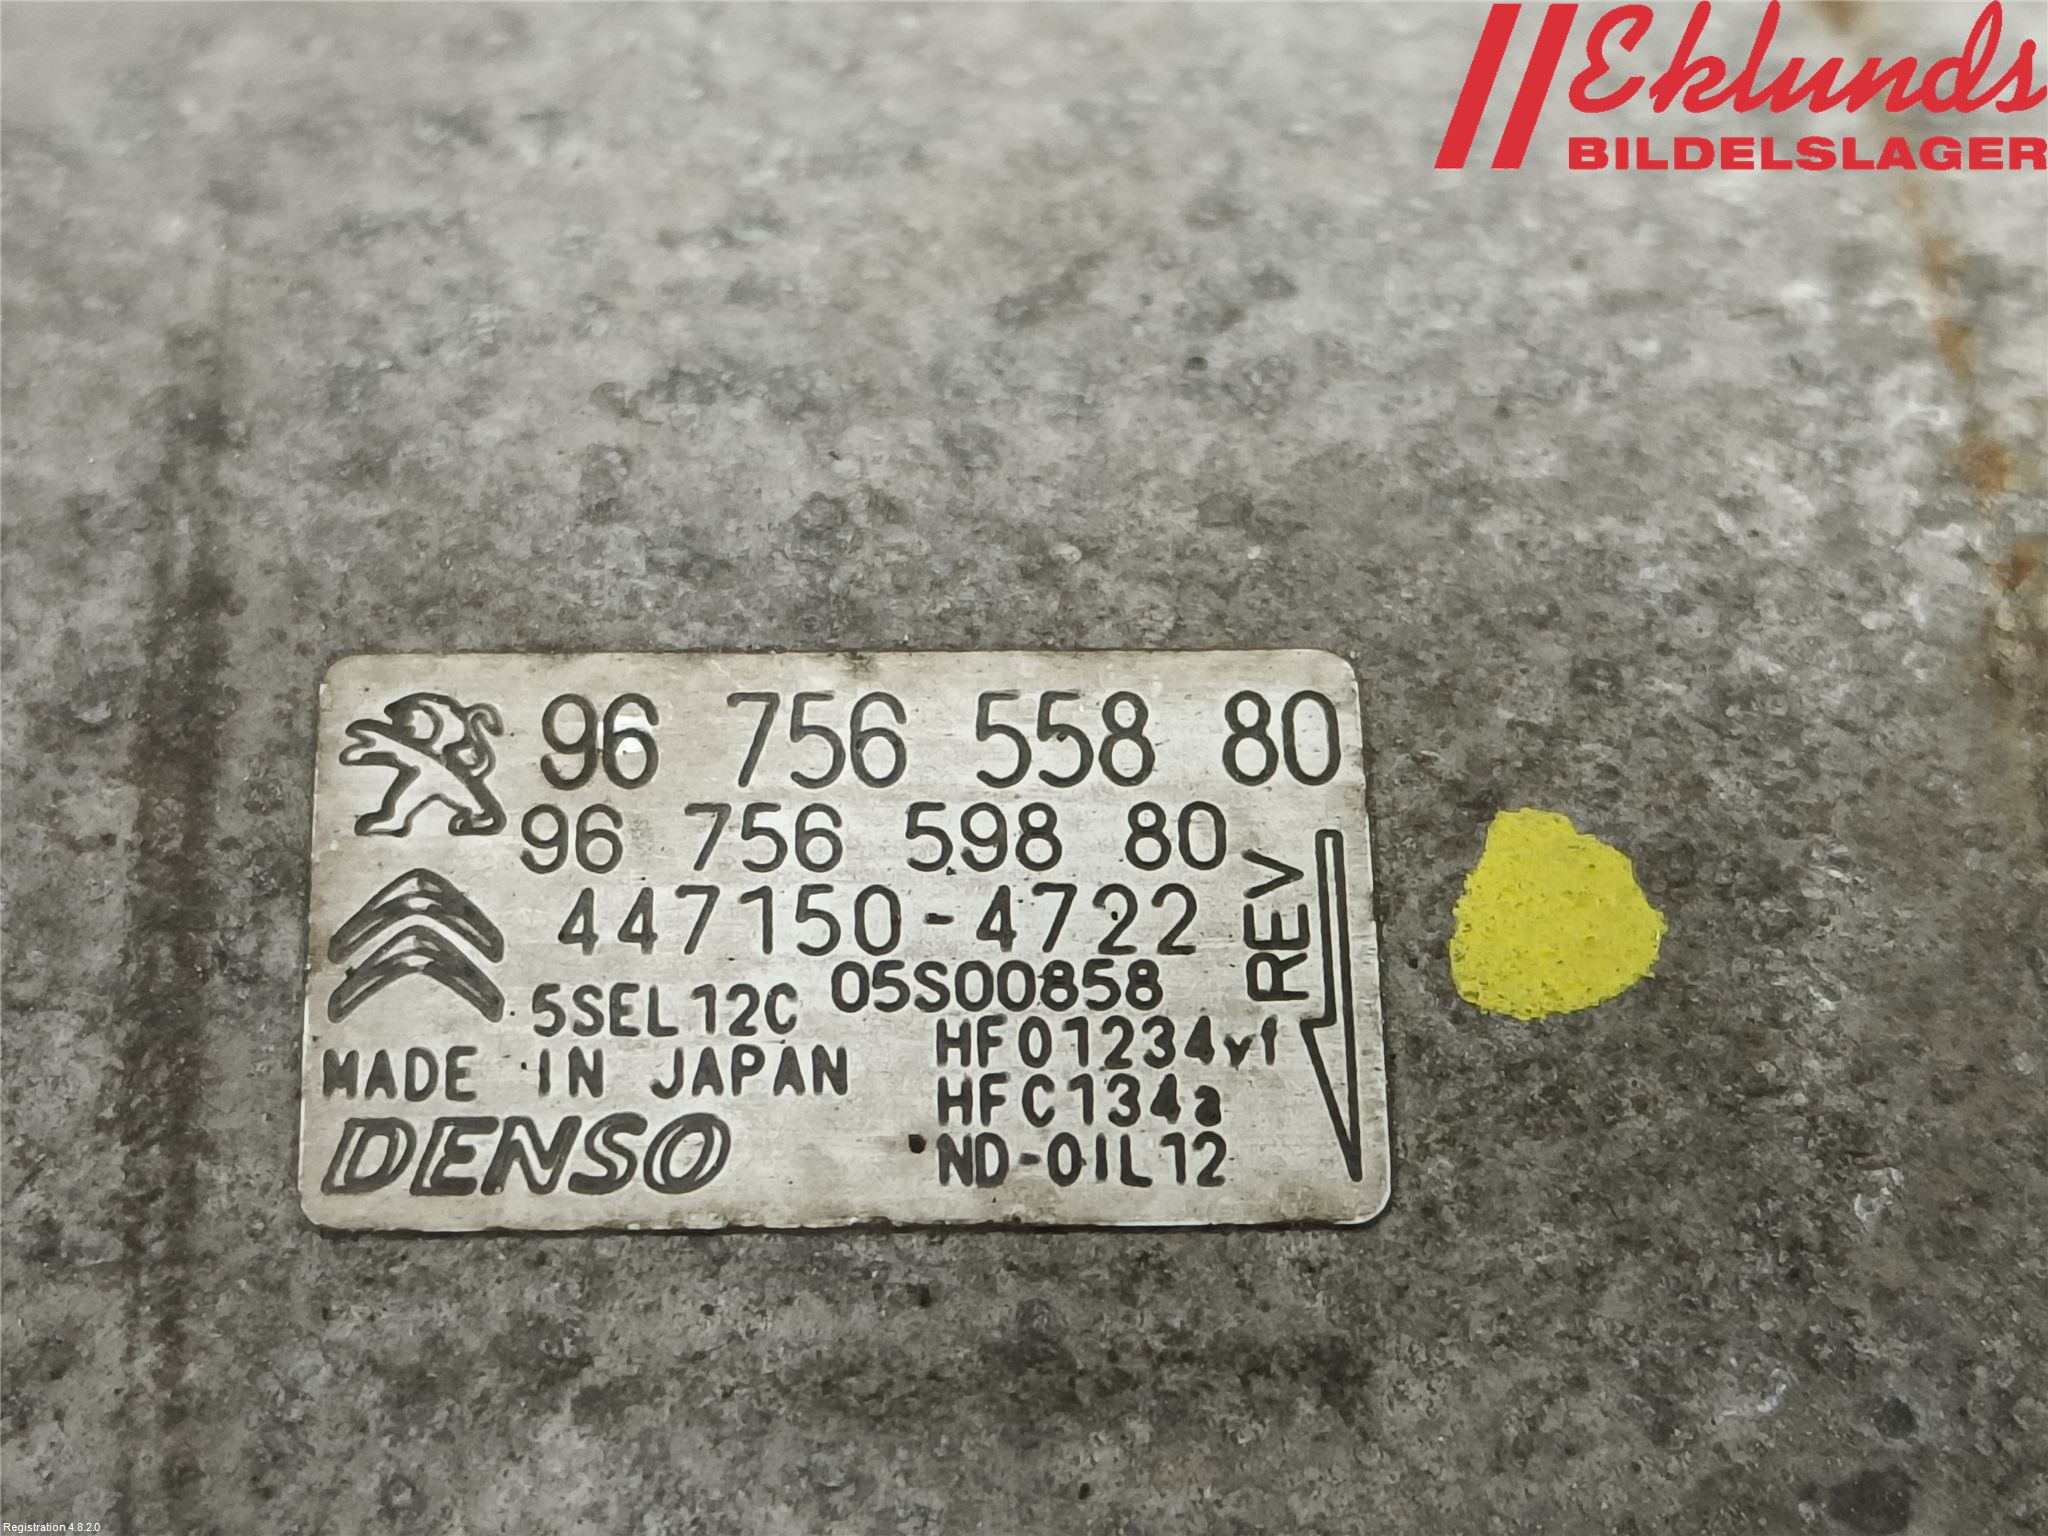 Eklunds
BILDELSLAGER
96 756 558 80
96 756 598 80
447150-4722
5SEL12C 05S00858
HFO1234yf
MADE IN JAPAN
HFC134a
DENSO
ND-OIL12
REV
Registration 4.8.2.0